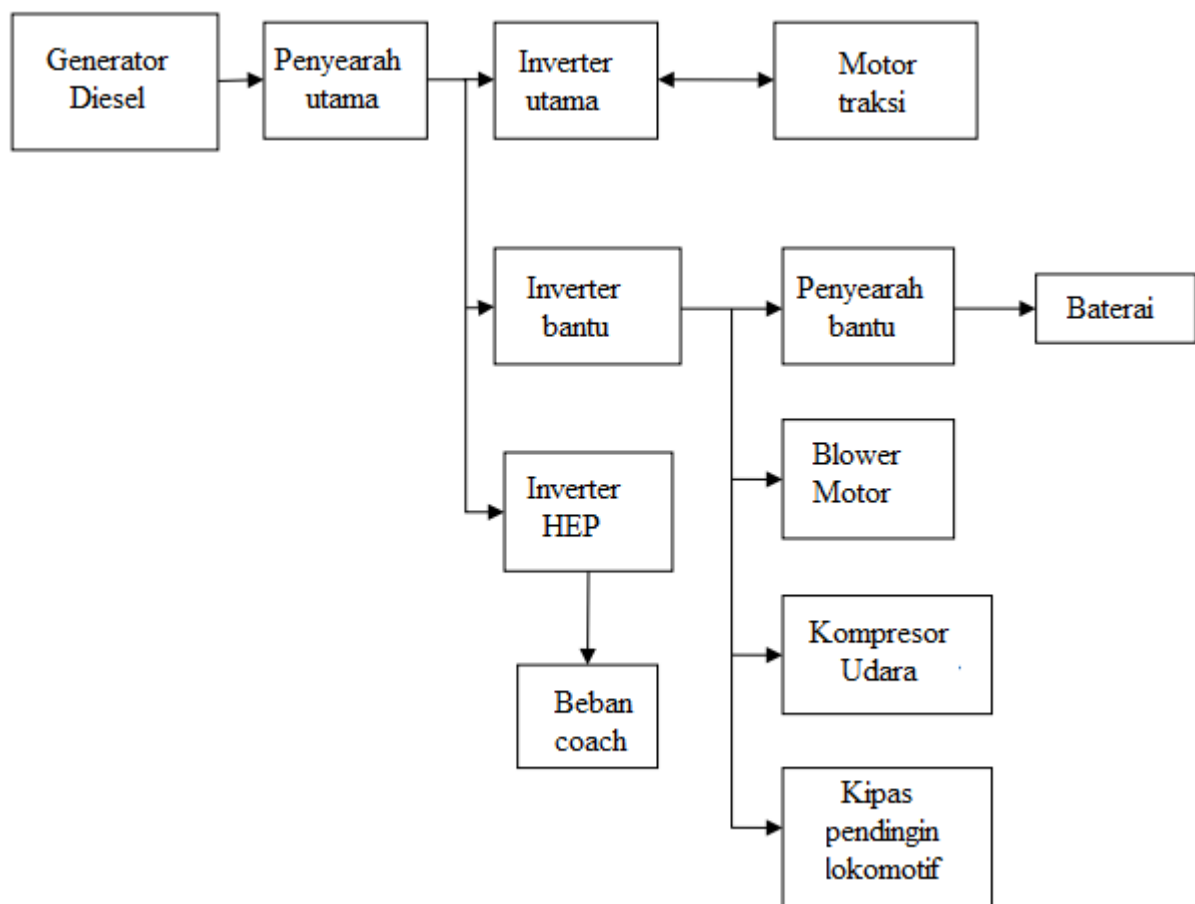 Generator
Diesel
Penyearah
utama
Inverter
utama
Motor
traksi
Inverter
bantu
Penyearah
bantu
Baterai
Inverter
HEP
Blower
Motor
Beban
coach
Kompresor
Udara
Kipas
pendingin
lokomotif